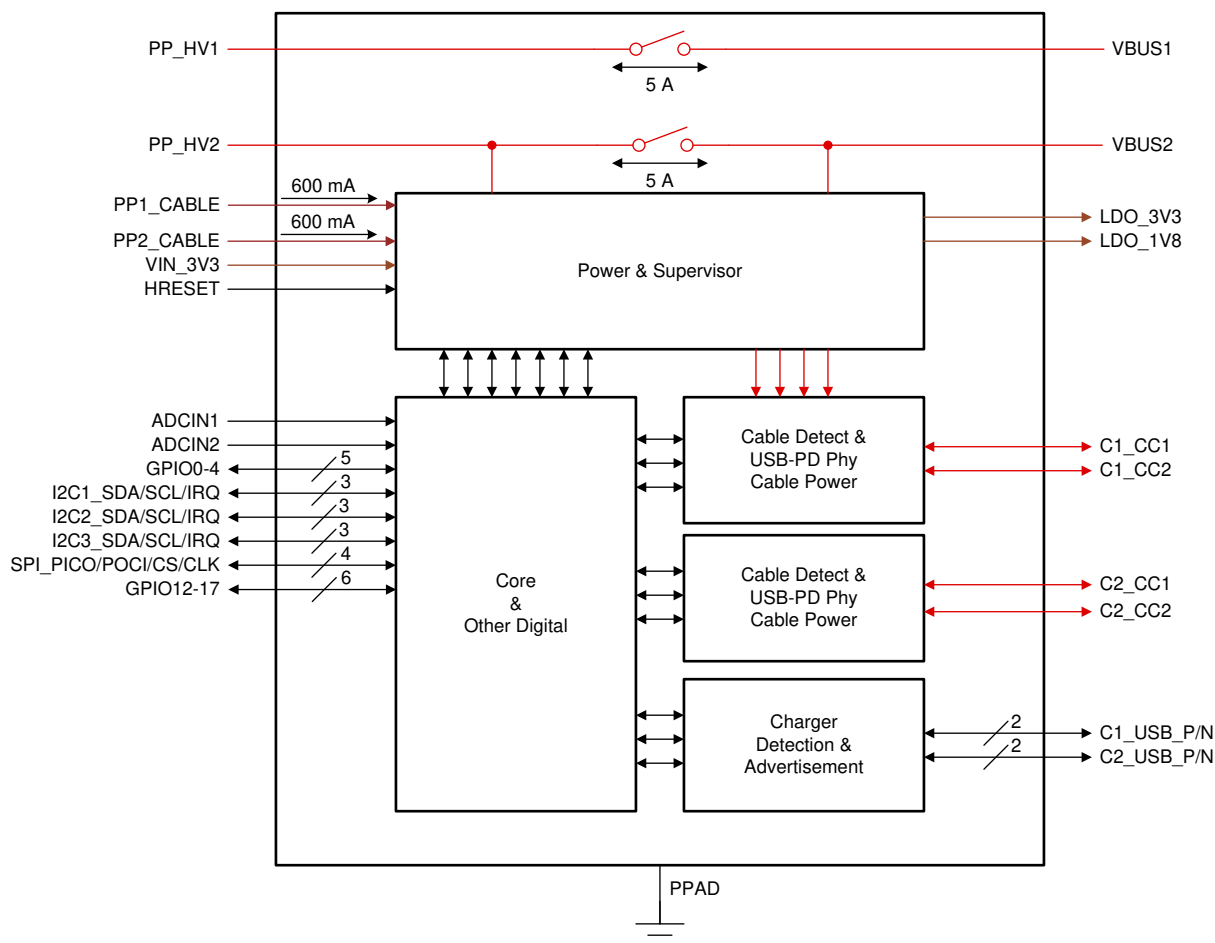 PP_HV1
VBUS1
5 A
PP_HV2
VBUS2
5 A
600 mA
PP1_CABLE
600 mA
PP2_CABLE
VIN_3V3
HRESET
Power & Supervisor
LDO_3V3
LDO_1V8
ADCIN1
ADCIN2
GPIO0-4
5
I2C1_SDA/SCL/IRQ
3
I2C2_SDA/SCL/IRQ
3
I2C3_SDA/SCL/IRQ
3
SPI_PICO/POCI/CS/CLK
4
GPIO12-17
6
Core
&
Other Digital
Cable Detect &
USB-PD Phy
Cable Power
C1_CC1
C1_CC2
Cable Detect &
USB-PD Phy
Cable Power
C2_CC1
C2_CC2
Charger
Detection &
Advertisement
2
C1_USB_P/N
2
C2_USB_P/N
PPAD